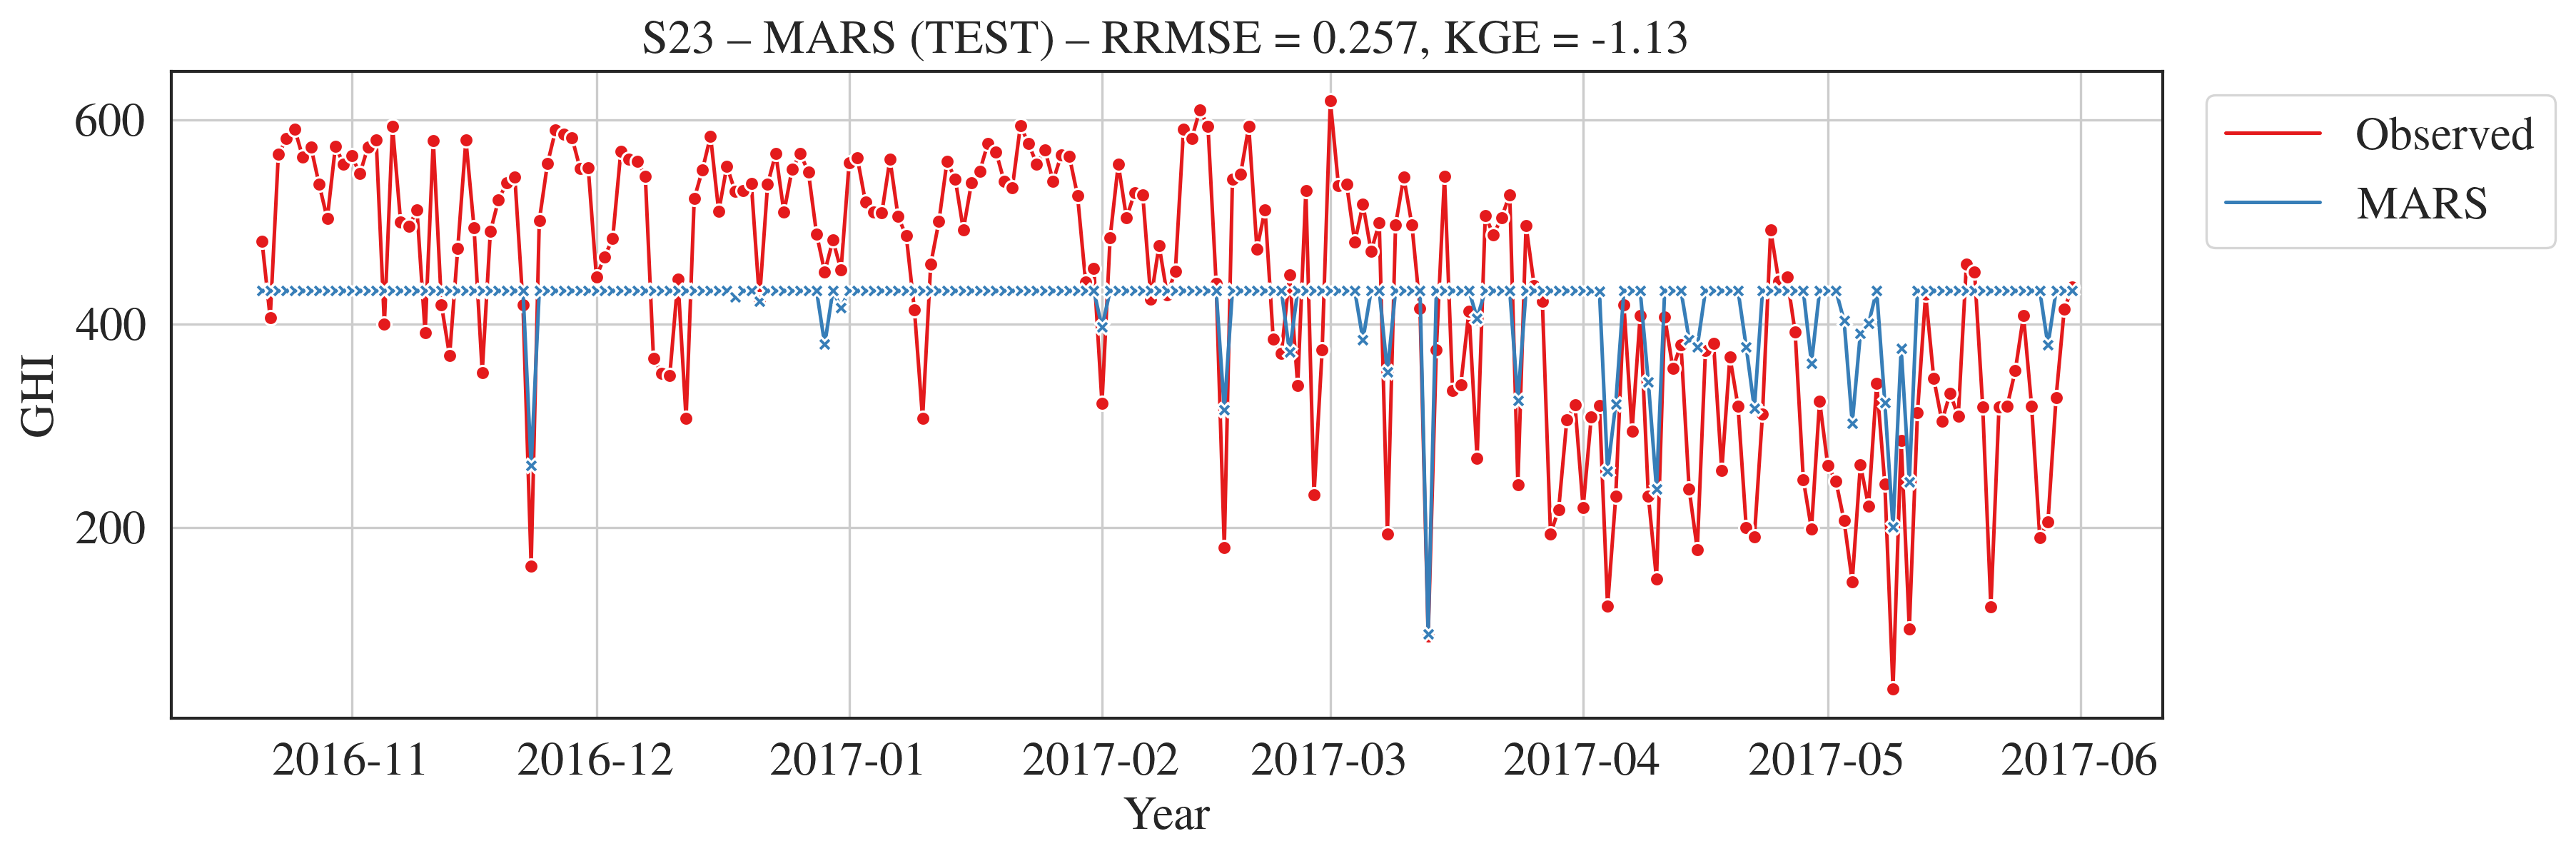 S23 – MARS (TEST) – RRMSE = 0.257, KGE = -1.13
600
400
200
GHI
2016-11 2016-12 2017-01 2017-02 2017-03 2017-04 2017-05 2017-06
Year
Observed
MARS